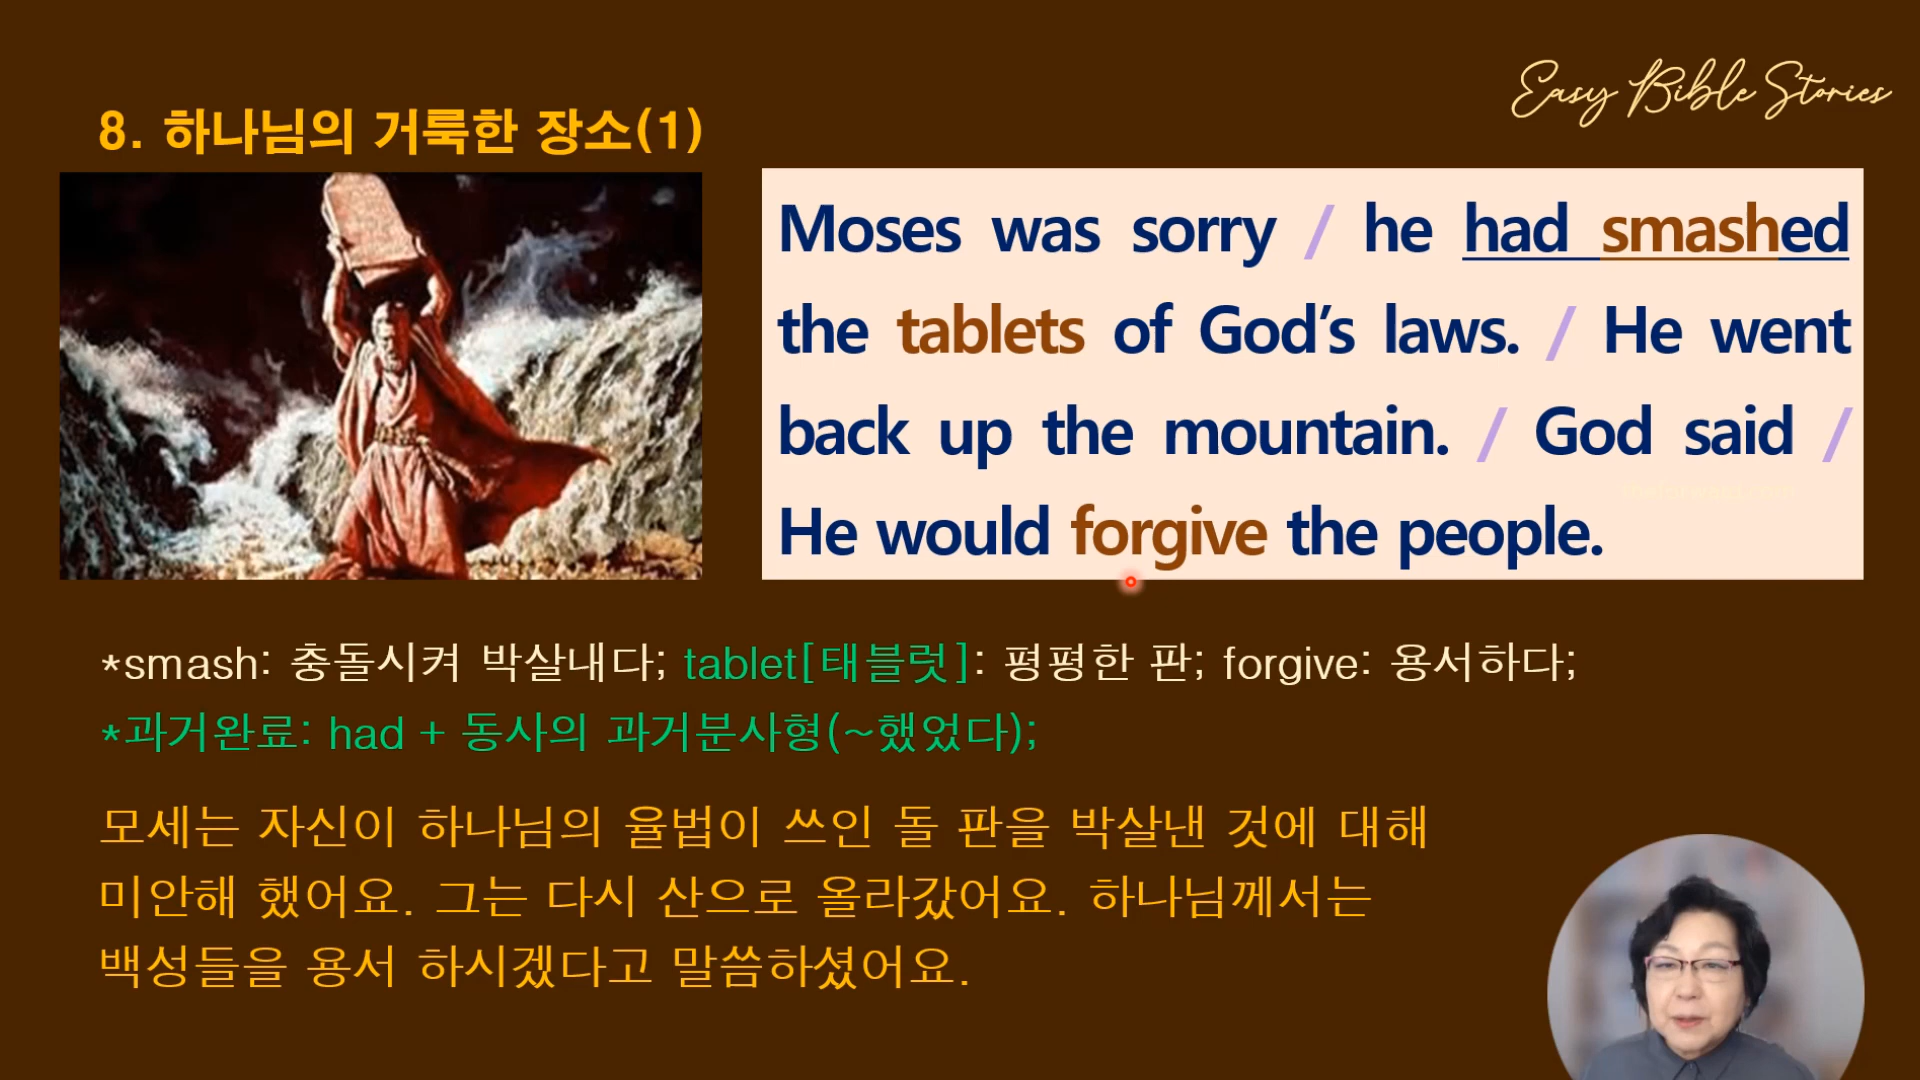 Easy Bible Stories
8. 하나님의 거룩한 장소(1)
Moses was sorry / he had smashed
the tablets of God’s laws. / He went
back up the mountain. / God said /
He would forgive the people.
*smash: 충돌시켜 박살내다; tablet[태블럿]: 평평한 판; forgive: 용서하다;
*과거완료: had + 동사의 과거분사형(~했었다);
모세는 자신이 하나님의 율법이 쓰인 돌 판을 박살낸 것에 대해
미안해 했어요. 그는 다시 산으로 올라갔어요. 하나님께서는
백성들을 용서 하시겠다고 말씀하셨어요.